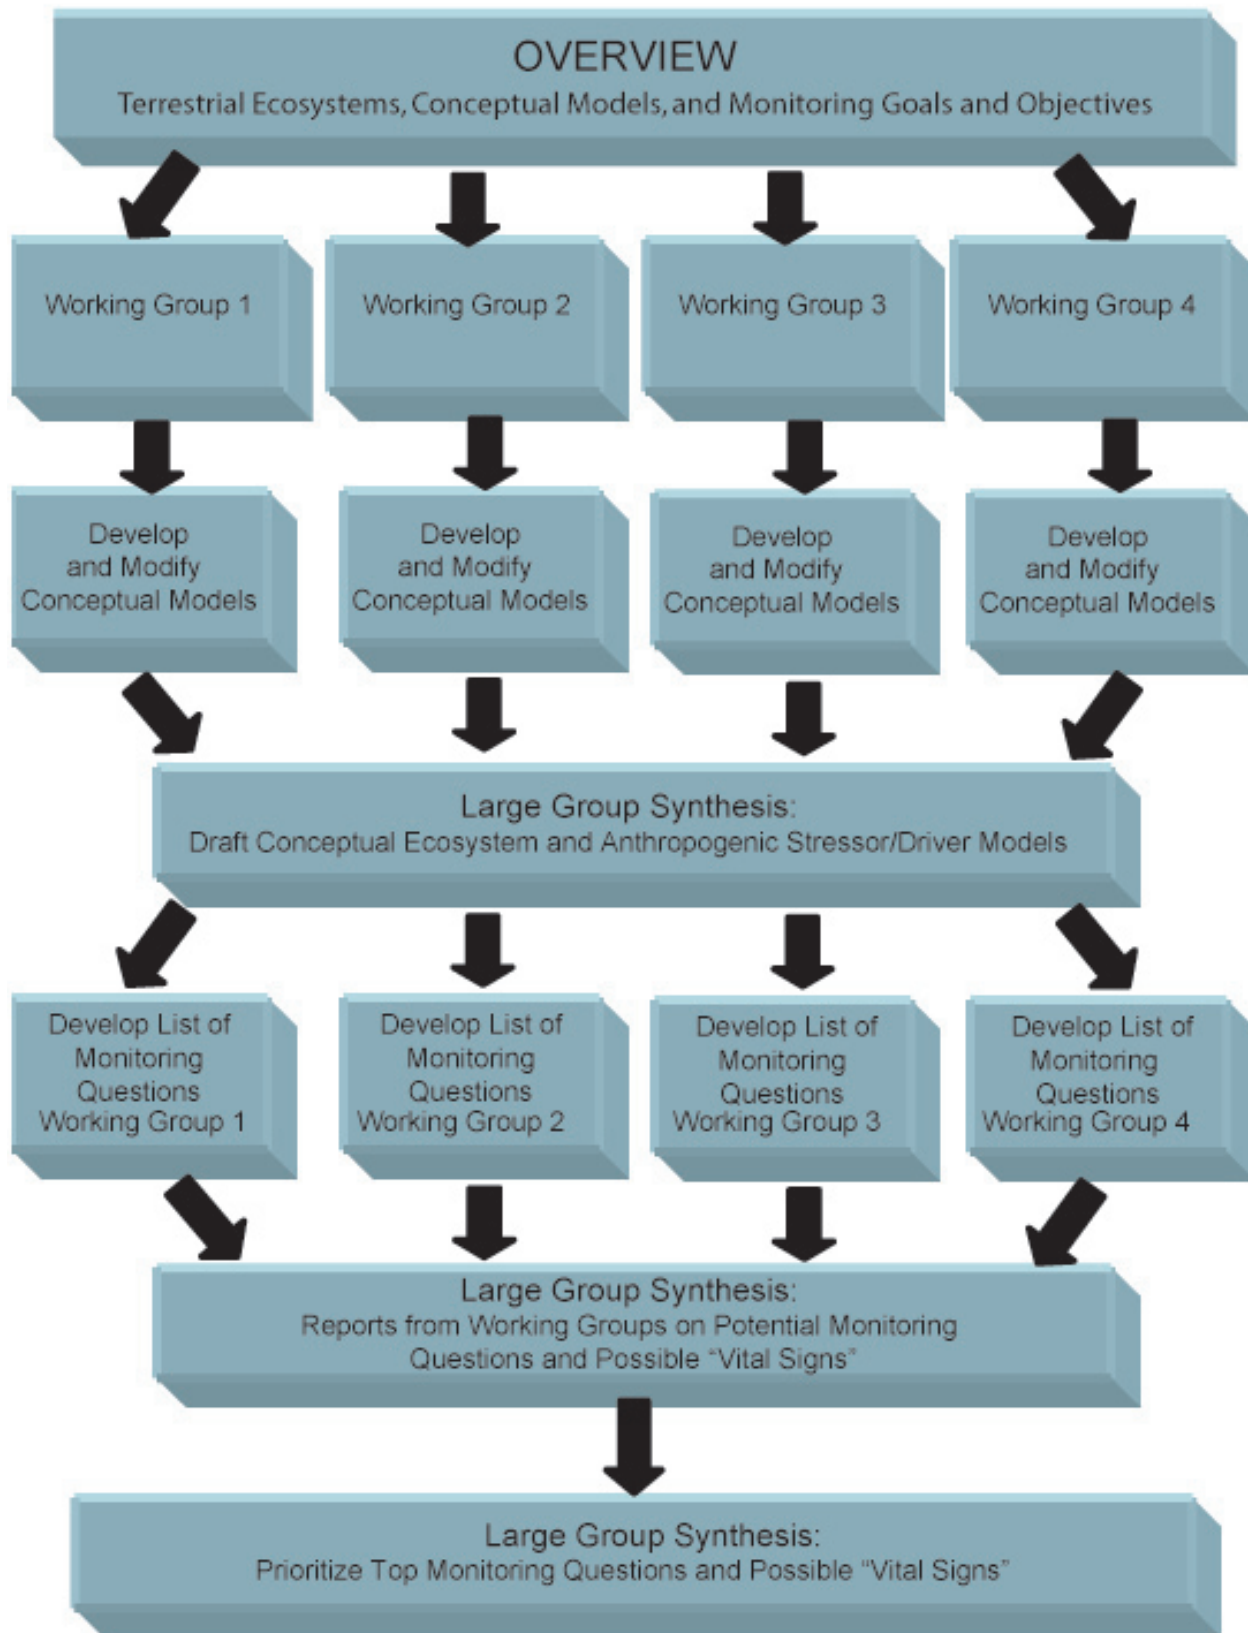 OVERVIEW
Terrestrial Ecosystems, Conceptual Models, and Monitoring Goals and Objectives
Working Group 1
Working Group 2
Working Group 3
Working Group 4
Develop
and Modify
Conceptual Models
Develop
and Modify
Conceptual Models
Develop
and Modify
Conceptual Models
Develop
and Modify
Conceptual Models
Large Group Synthesis:
Draft Conceptual Ecosystem and Anthropogenic Stressor/Driver Models
Develop List of
Monitoring
Questions
Working Group 1
Develop List of
Monitoring
Questions
Working Group 2
Develop List of
Monitoring
Questions
Working Group 3
Develop List of
Monitoring
Questions
Working Group 4
Large Group Synthesis:
Reports from Working Groups on Potential Monitoring
Questions and Possible “Vital Signs”
Large Group Synthesis:
Prioritize Top Monitoring Questions and Possible “Vital Signs”